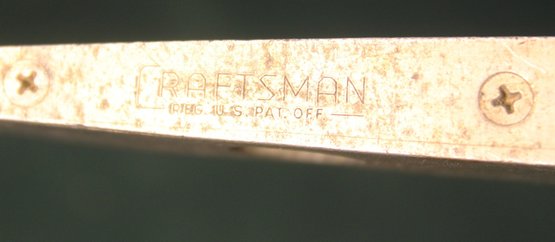 CRAFTSMAN
REG. U.S. PAT. OFF.